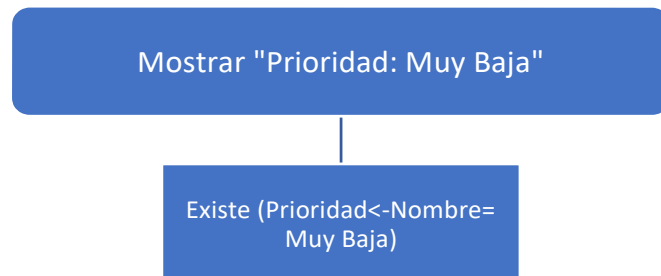 Mostrar "Prioridad: Muy Baja"
Existe (Prioridad<-Nombre=
Muy Baja)